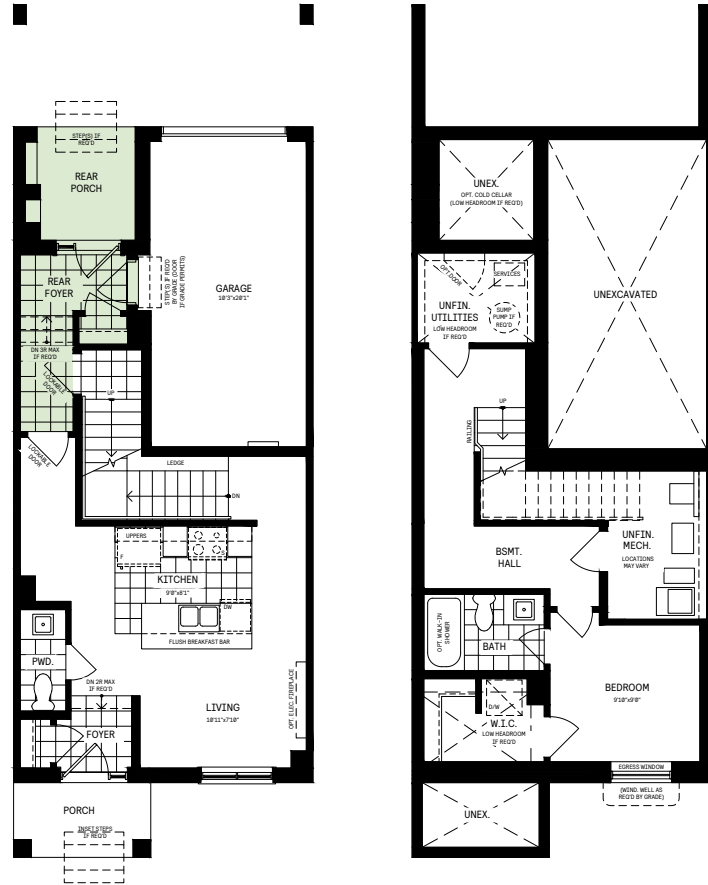 STEP(S) IF
REQ'D
REAR
PORCH
REAR
FOYER
STEP(S) IF REQ'D
BY GRADE (DOOR
IF GRADE PERMITS)
GARAGE
10'3"x20'1"
DN 3R MAX
IF REQ'D
LOCKABLE
DOOR
UP
LOCKABLE
DOOR
LEDGE
DN
UPPERS
F
KITCHEN
9'0"x8'1"
DW
FLUSH BREAKFAST BAR
PWD.
DN 2R MAX
IF REQ'D
LIVING
10'11"x7'10"
OPT. ELEC. FIREPLACE
FOYER
PORCH
INSET STEPS
IF REQ'D
UNEX.
OPT. COLD CELLAR
(LOW HEADROOM IF REQ'D)
OPT DOOR
SERVICES
UNFIN.
UTILITIES
LOW HEADROOM
IF REQ'D
SUMP
PUMP IF
REQ'D
UNEXCAVATED
UP
RAILING
BSMT.
HALL
UNFIN.
MECH.
LOCATIONS
MAY VARY
OPT. WALK-IN
SHOWER
BATH
BEDROOM
9'10"x9'0"
D/W
W.I.C.
LOW HEADROOM
IF REQ'D
EGRESS WINDOW
(WIND. WELL AS
REQ'D BY GRADE)
UNEX.